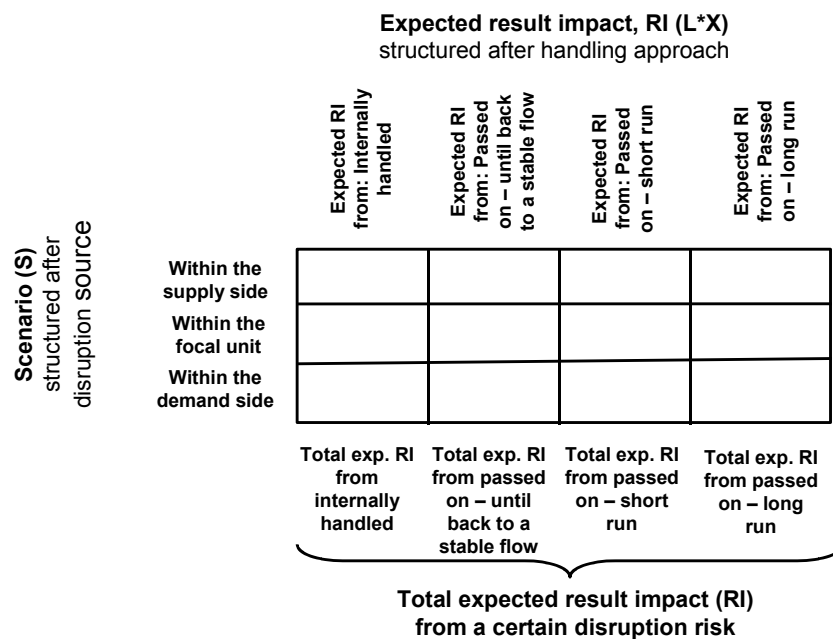 Expected result impact, RI (L*X)
structured after handling approach
Expected RI
from: Internally
handled
Expected RI
from: Passed
on – until back
to a stable flow
Expected RI
from: Passed
on – short run
Expected RI
from: Passed
on – long run
Scenario (S)
structured after
disruption source
Within the
supply side
Within the
focal unit
Within the
demand side
Total exp. RI
from
internally
handled
Total exp. RI
from passed
on – until
back to a
stable flow
Total exp. RI
from passed
on – short
run
Total exp. RI
from passed
on – long
run
Total expected result impact (RI)
from a certain disruption risk